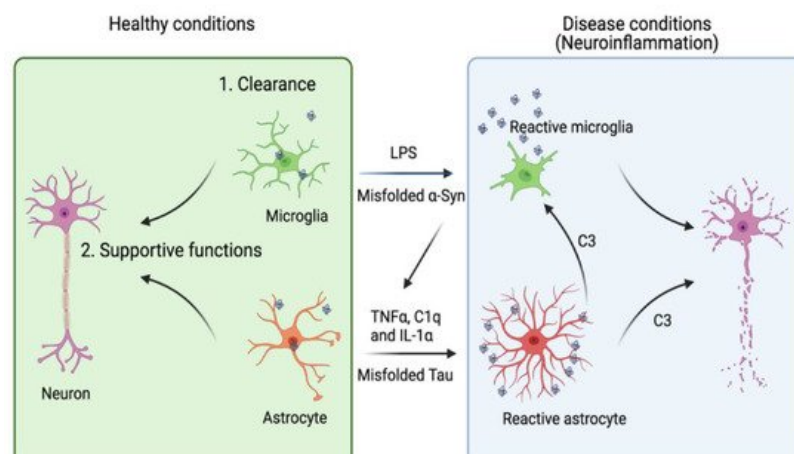 Healthy conditions
Disease conditions
(Neuroinflammation)
1. Clearance
Microglia
2. Supportive functions
Neuron
Astrocyte
LPS
Misfolded α-Syn
TNFα, C1q
and IL-1α
Misfolded Tau
Reactive microglia
C3
C3
Reactive astrocyte